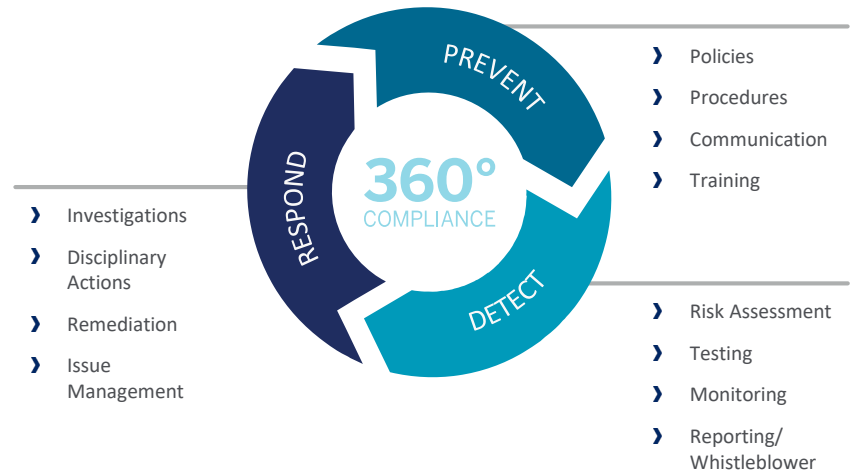 PREVENT
Policies
Procedures
Communication
Training
360°
COMPLIANCE
RESPOND
Investigations
Disciplinary
Actions
Remediation
Issue
Management
DETECT
Risk Assessment
Testing
Monitoring
Reporting/
Whistleblower